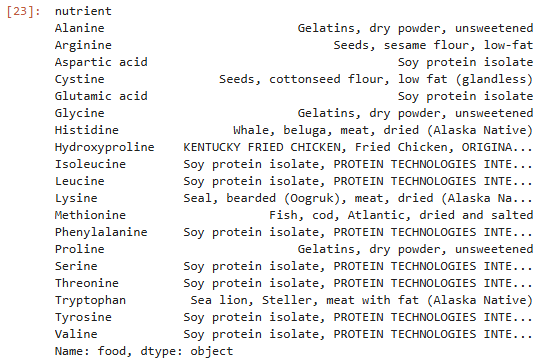 [23]: nutrient
Alanine Gelatins, dry powder, unsweetened
Arginine Seeds, sesame flour, low-fat
Aspartic acid Soy protein isolate
Cystine Seeds, cottonseed flour, low fat (glandless)
Glutamic acid Soy protein isolate
Glycine Gelatins, dry powder, unsweetened
Histidine Whale, beluga, meat, dried (Alaska Native)
Hydroxyproline KENTUCKY FRIED CHICKEN, Fried Chicken, ORIGINA...
Isoleucine Soy protein isolate, PROTEIN TECHNOLOGIES INTE...
Leucine Soy protein isolate, PROTEIN TECHNOLOGIES INTE...
Lysine Seal, bearded (Oogruk), meat, dried (Alaska Na...
Methionine Fish, cod, Atlantic, dried and salted
Phenylalanine Soy protein isolate, PROTEIN TECHNOLOGIES INTE...
Proline Gelatins, dry powder, unsweetened
Serine Soy protein isolate, PROTEIN TECHNOLOGIES INTE...
Threonine Soy protein isolate, PROTEIN TECHNOLOGIES INTE...
Tryptophan Sea lion, Steller, meat with fat (Alaska Native)
Tyrosine Soy protein isolate, PROTEIN TECHNOLOGIES INTE...
Valine Soy protein isolate, PROTEIN TECHNOLOGIES INTE...
Name: food, dtype: object